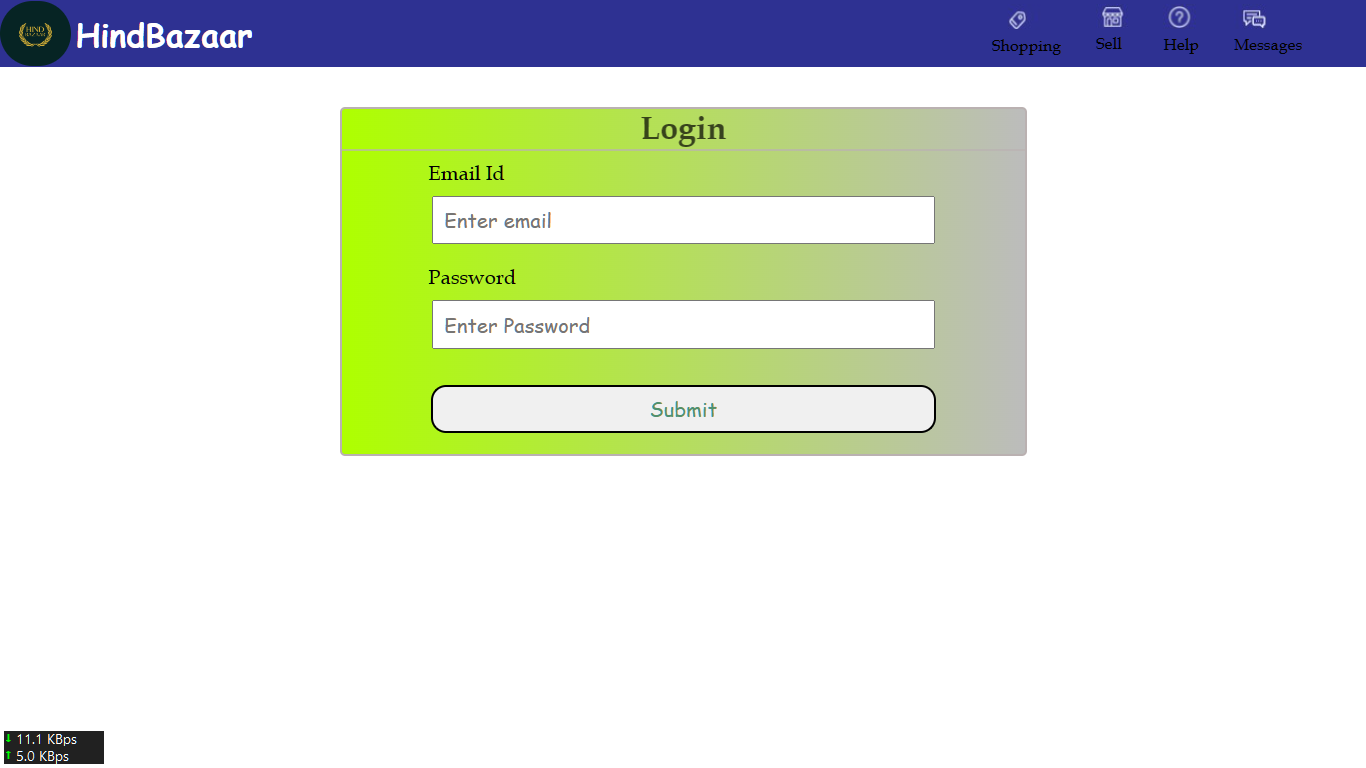 HIND
BAZAAR
HindBazaar
Shopping
Sell
Help
Messages
Login
Email Id
Enter email
Password
Enter Password
Submit
11.1 KBps
5.0 KBps